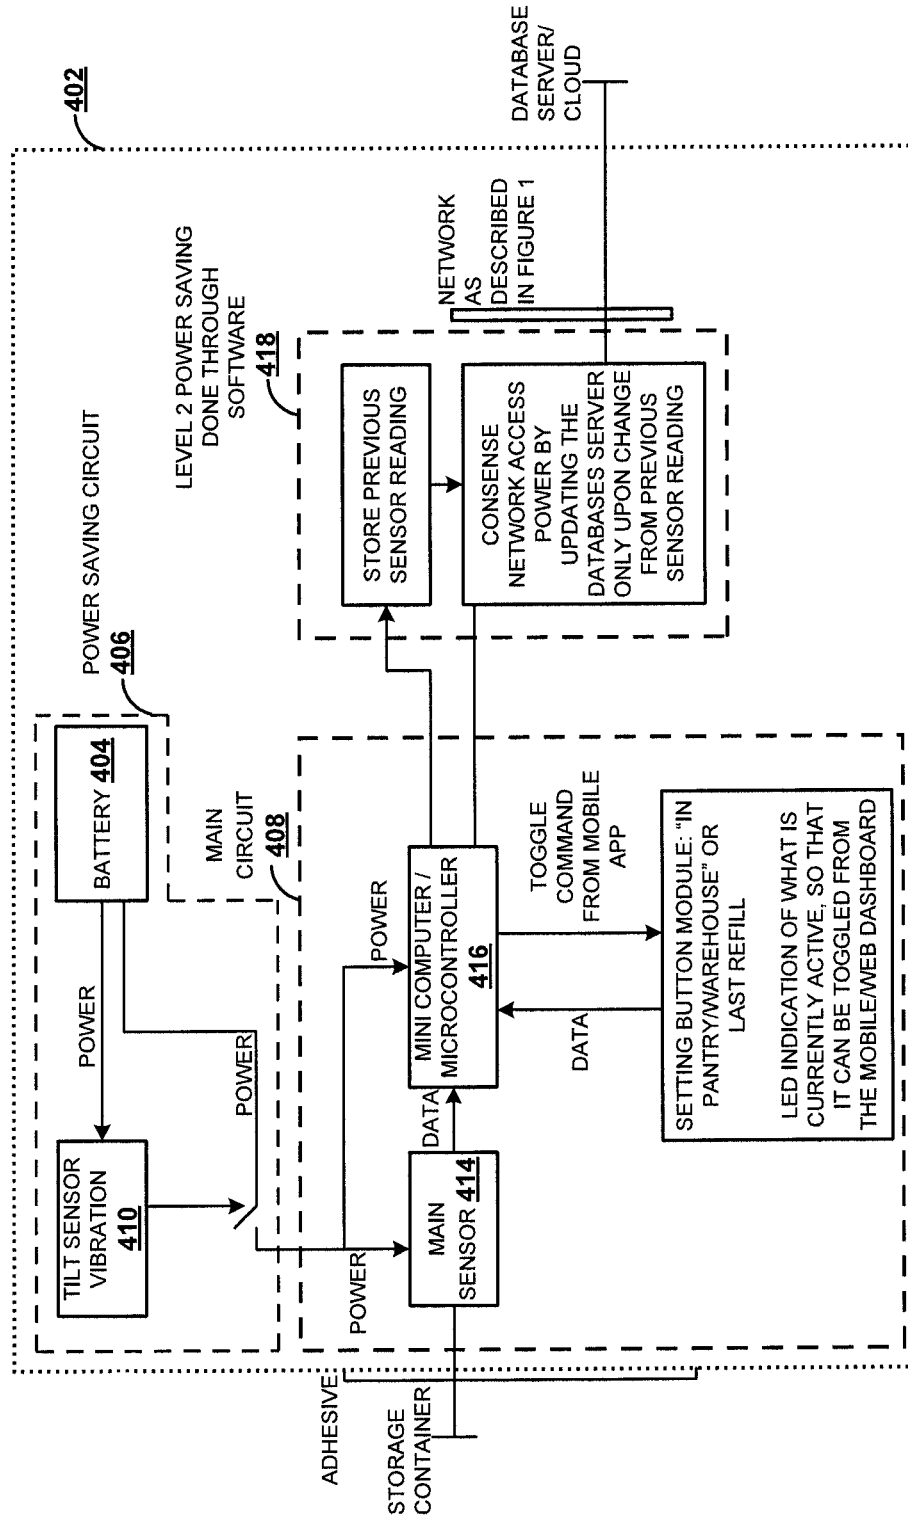 402
POWER SAVING CIRCUIT
406
BATTERY 404
POWER
TILT SENSOR
VIBRATION
410
POWER
LEVEL 2 POWER SAVING
DONE THROUGH
SOFTWARE
418
STORE PREVIOUS
SENSOR READING
CONSENSE
NETWORK ACCESS
POWER BY
UPDATING THE
DATABASES SERVER
ONLY UPON CHANGE
FROM PREVIOUS
SENSOR READING
NETWORK
AS
DESCRIBED
IN FIGURE 1
DATABASE
SERVER/
CLOUD
MAIN
CIRCUIT
408
POWER
POWER
MINI COMPUTER /
MICROCONTROLLER
416
DATA
MAIN
SENSOR 414
TOGGLE
COMMAND
FROM MOBILE
APP
DATA
SETTING BUTTON MODULE: "IN
PANTRY/WAREHOUSE" OR
LAST REFILL
LED INDICATION OF WHAT IS
CURRENTLY ACTIVE, SO THAT
IT CAN BE TOGGLED FROM
THE MOBILE/WEB DASHBOARD
ADHESIVE
STORAGE
CONTAINER